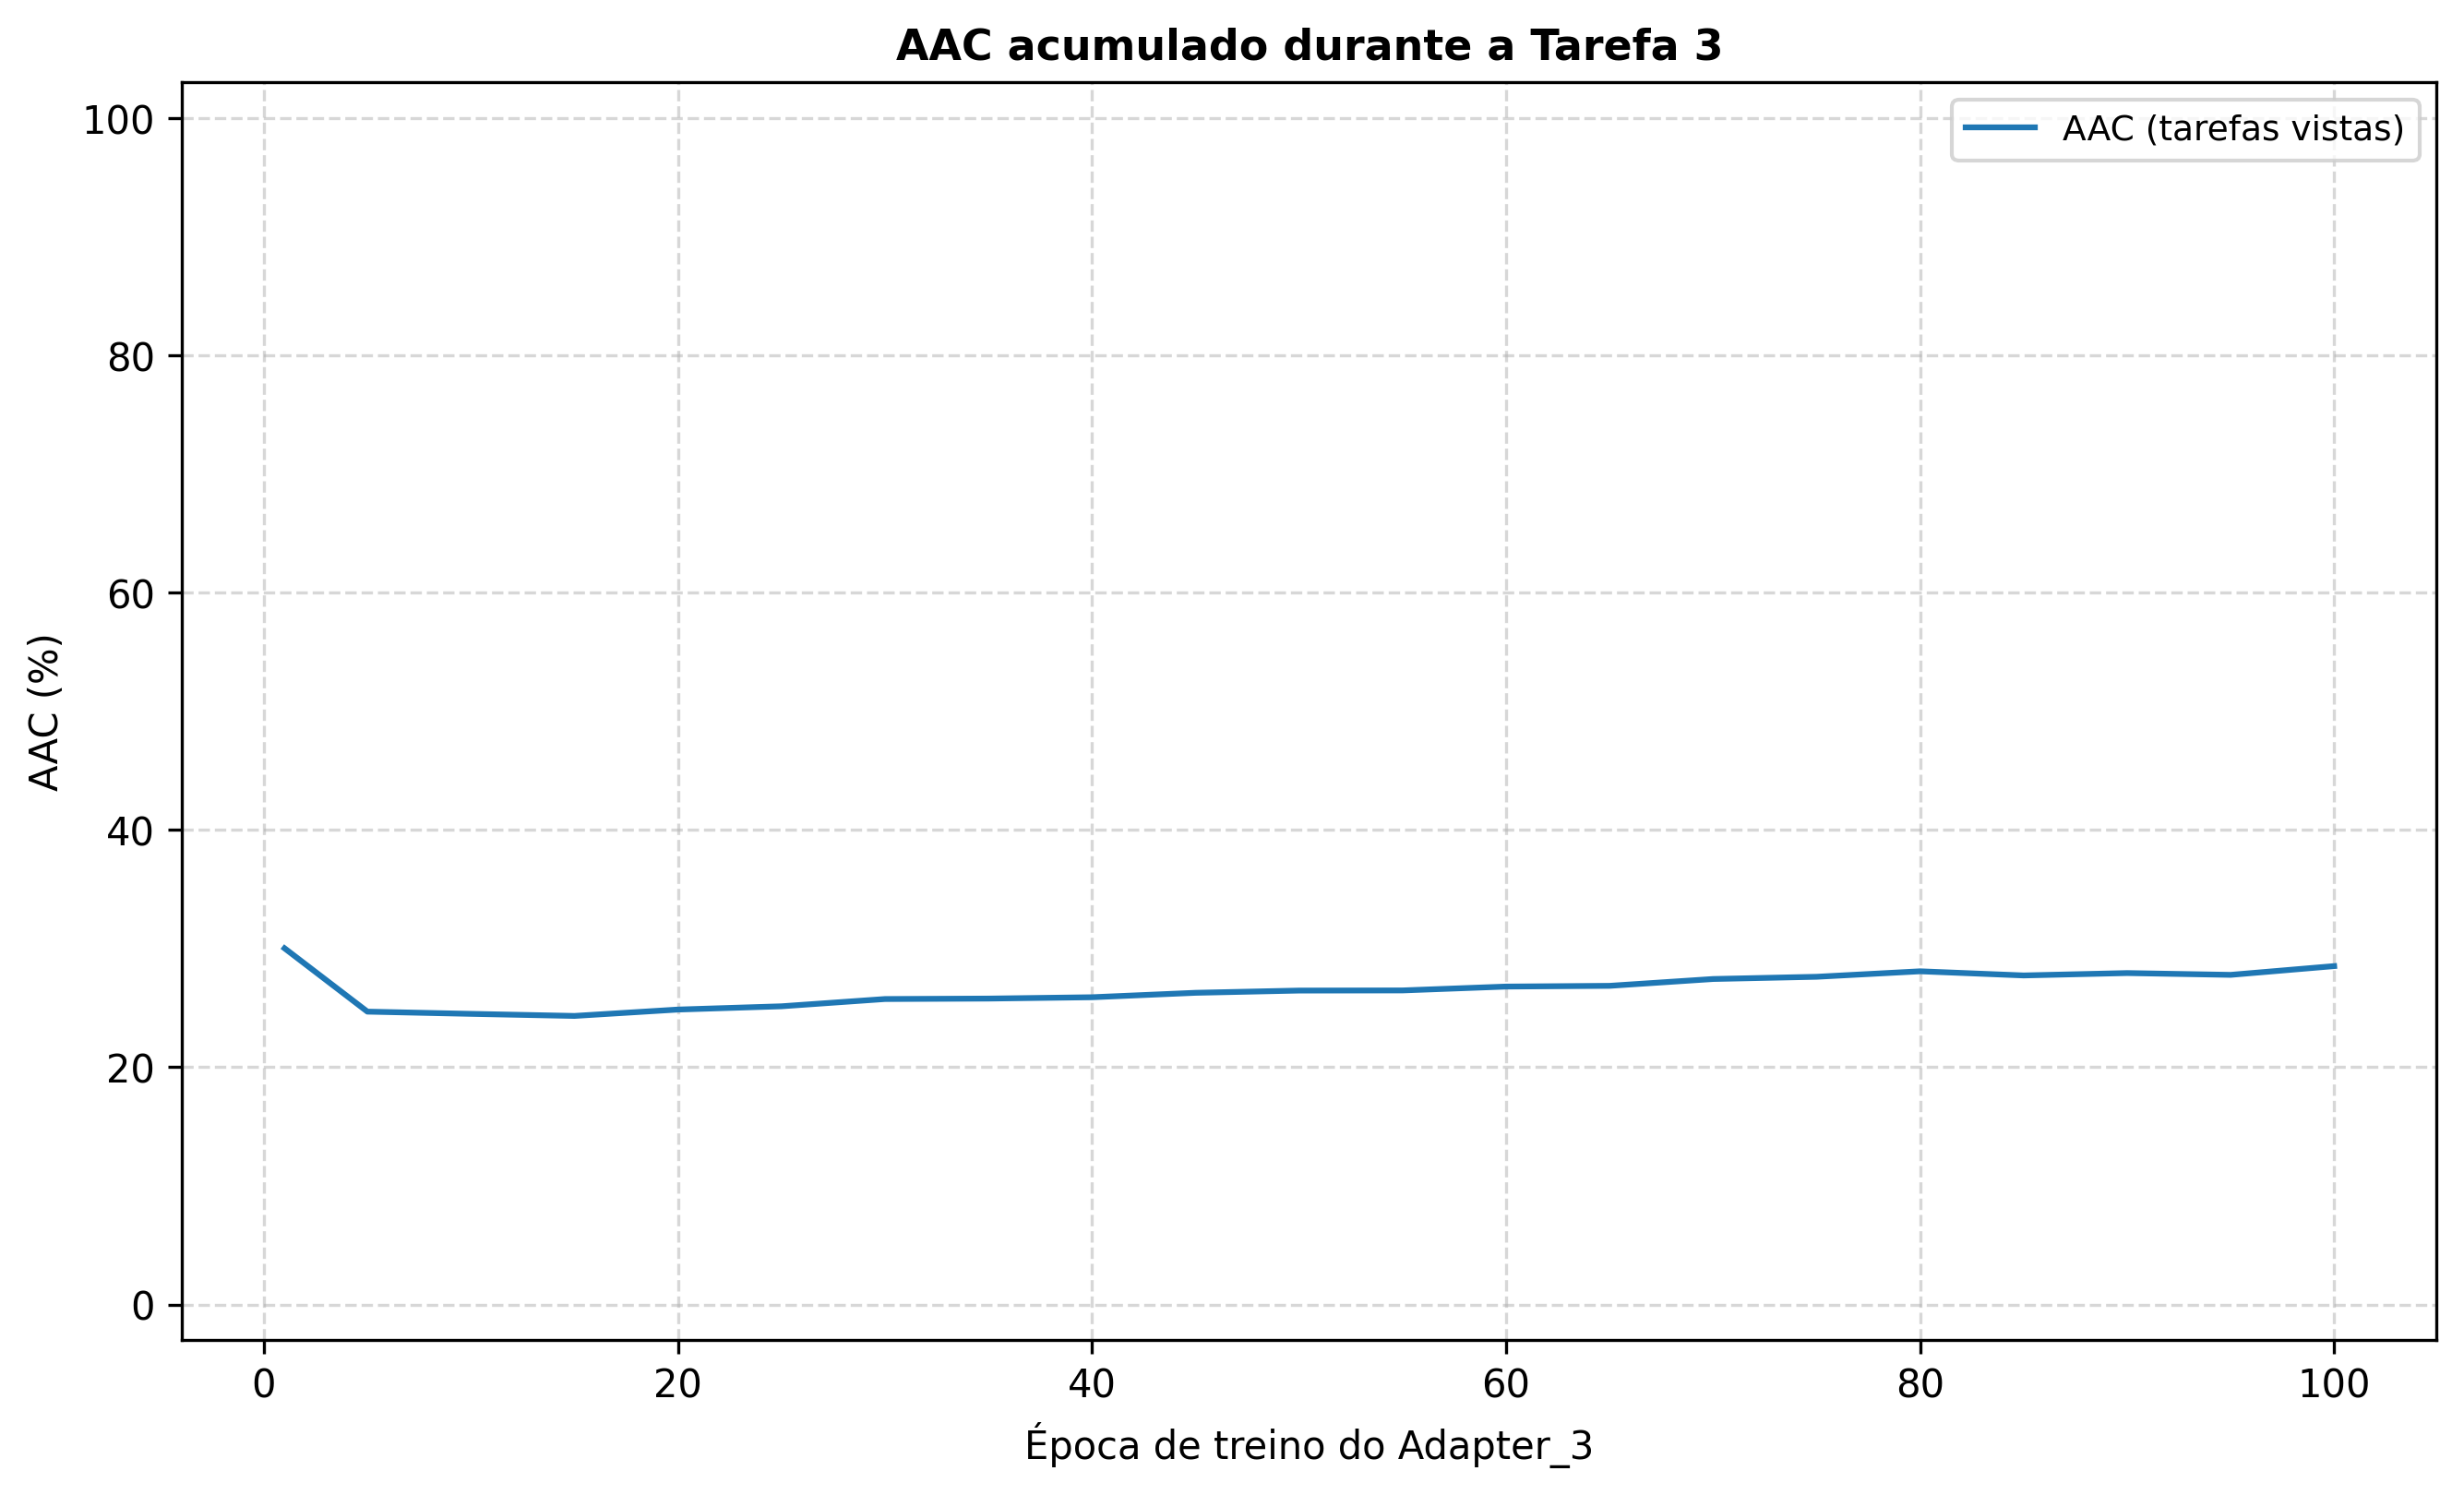 AAC acumulado durante a Tarefa 3
AAC (tarefas vistas)
AAC (%)
100
80
60
40
20
0
0 20 40 60 80 100
Época de treino do Adapter_3